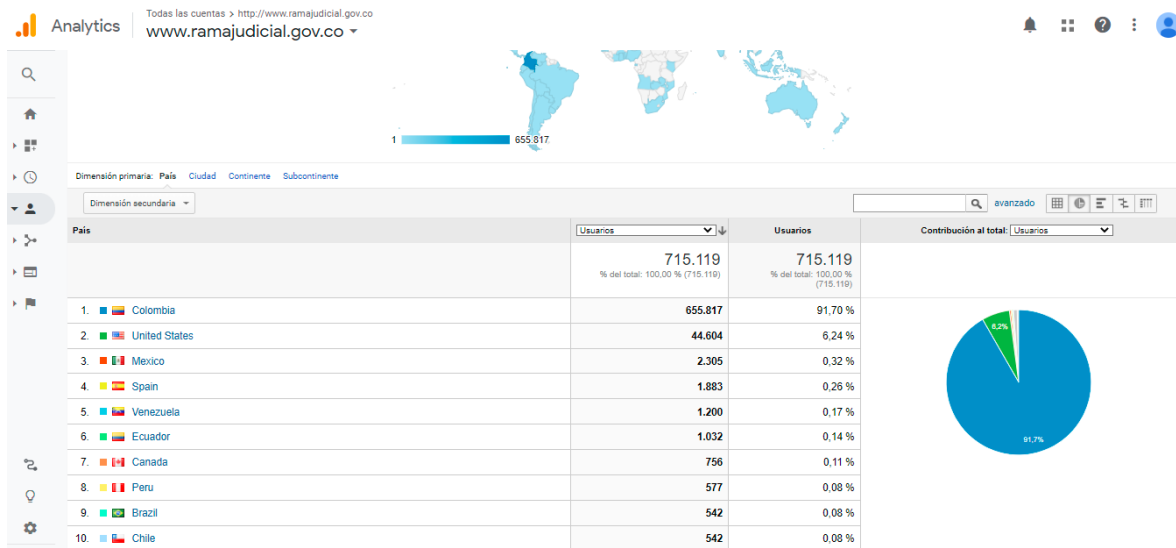 Analytics
Todas las cuentas > http://www.ramajudicial.gov.co
www.ramajudicial.gov.co
1 655.817
Dimensión primaria: País Ciudad Continente Subcontinente
Dimensión secundaria
avanzado
País Usuarios Usuarios Contribución al total: Usuarios
715.119 715.119
% del total: 100,00 % (715.119) % del total: 100,00 %
(715.119)
1. Colombia 655.817 91,70 %
2. United States 44.604 6,24 %
3. Mexico 2.305 0,32 %
4. Spain 1.883 0,26 %
5. Venezuela 1.200 0,17 %
6. Ecuador 1.032 0,14 %
7. Canada 756 0,11 %
8. Peru 577 0,08 %
9. Brazil 542 0,08 %
10. Chile 542 0,08 %
6,2%
91,7%